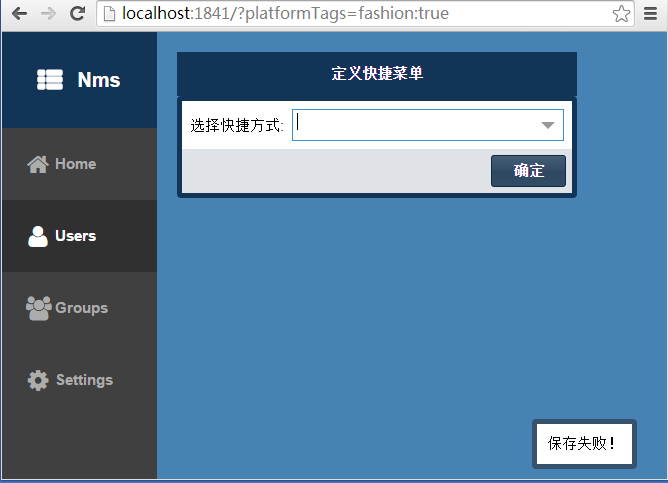 localhost:1841/?platformTags=fashion:true
Nms
Home
Users
Groups
Settings
定义快捷菜单
选择快捷方式:
确定
保存失败！